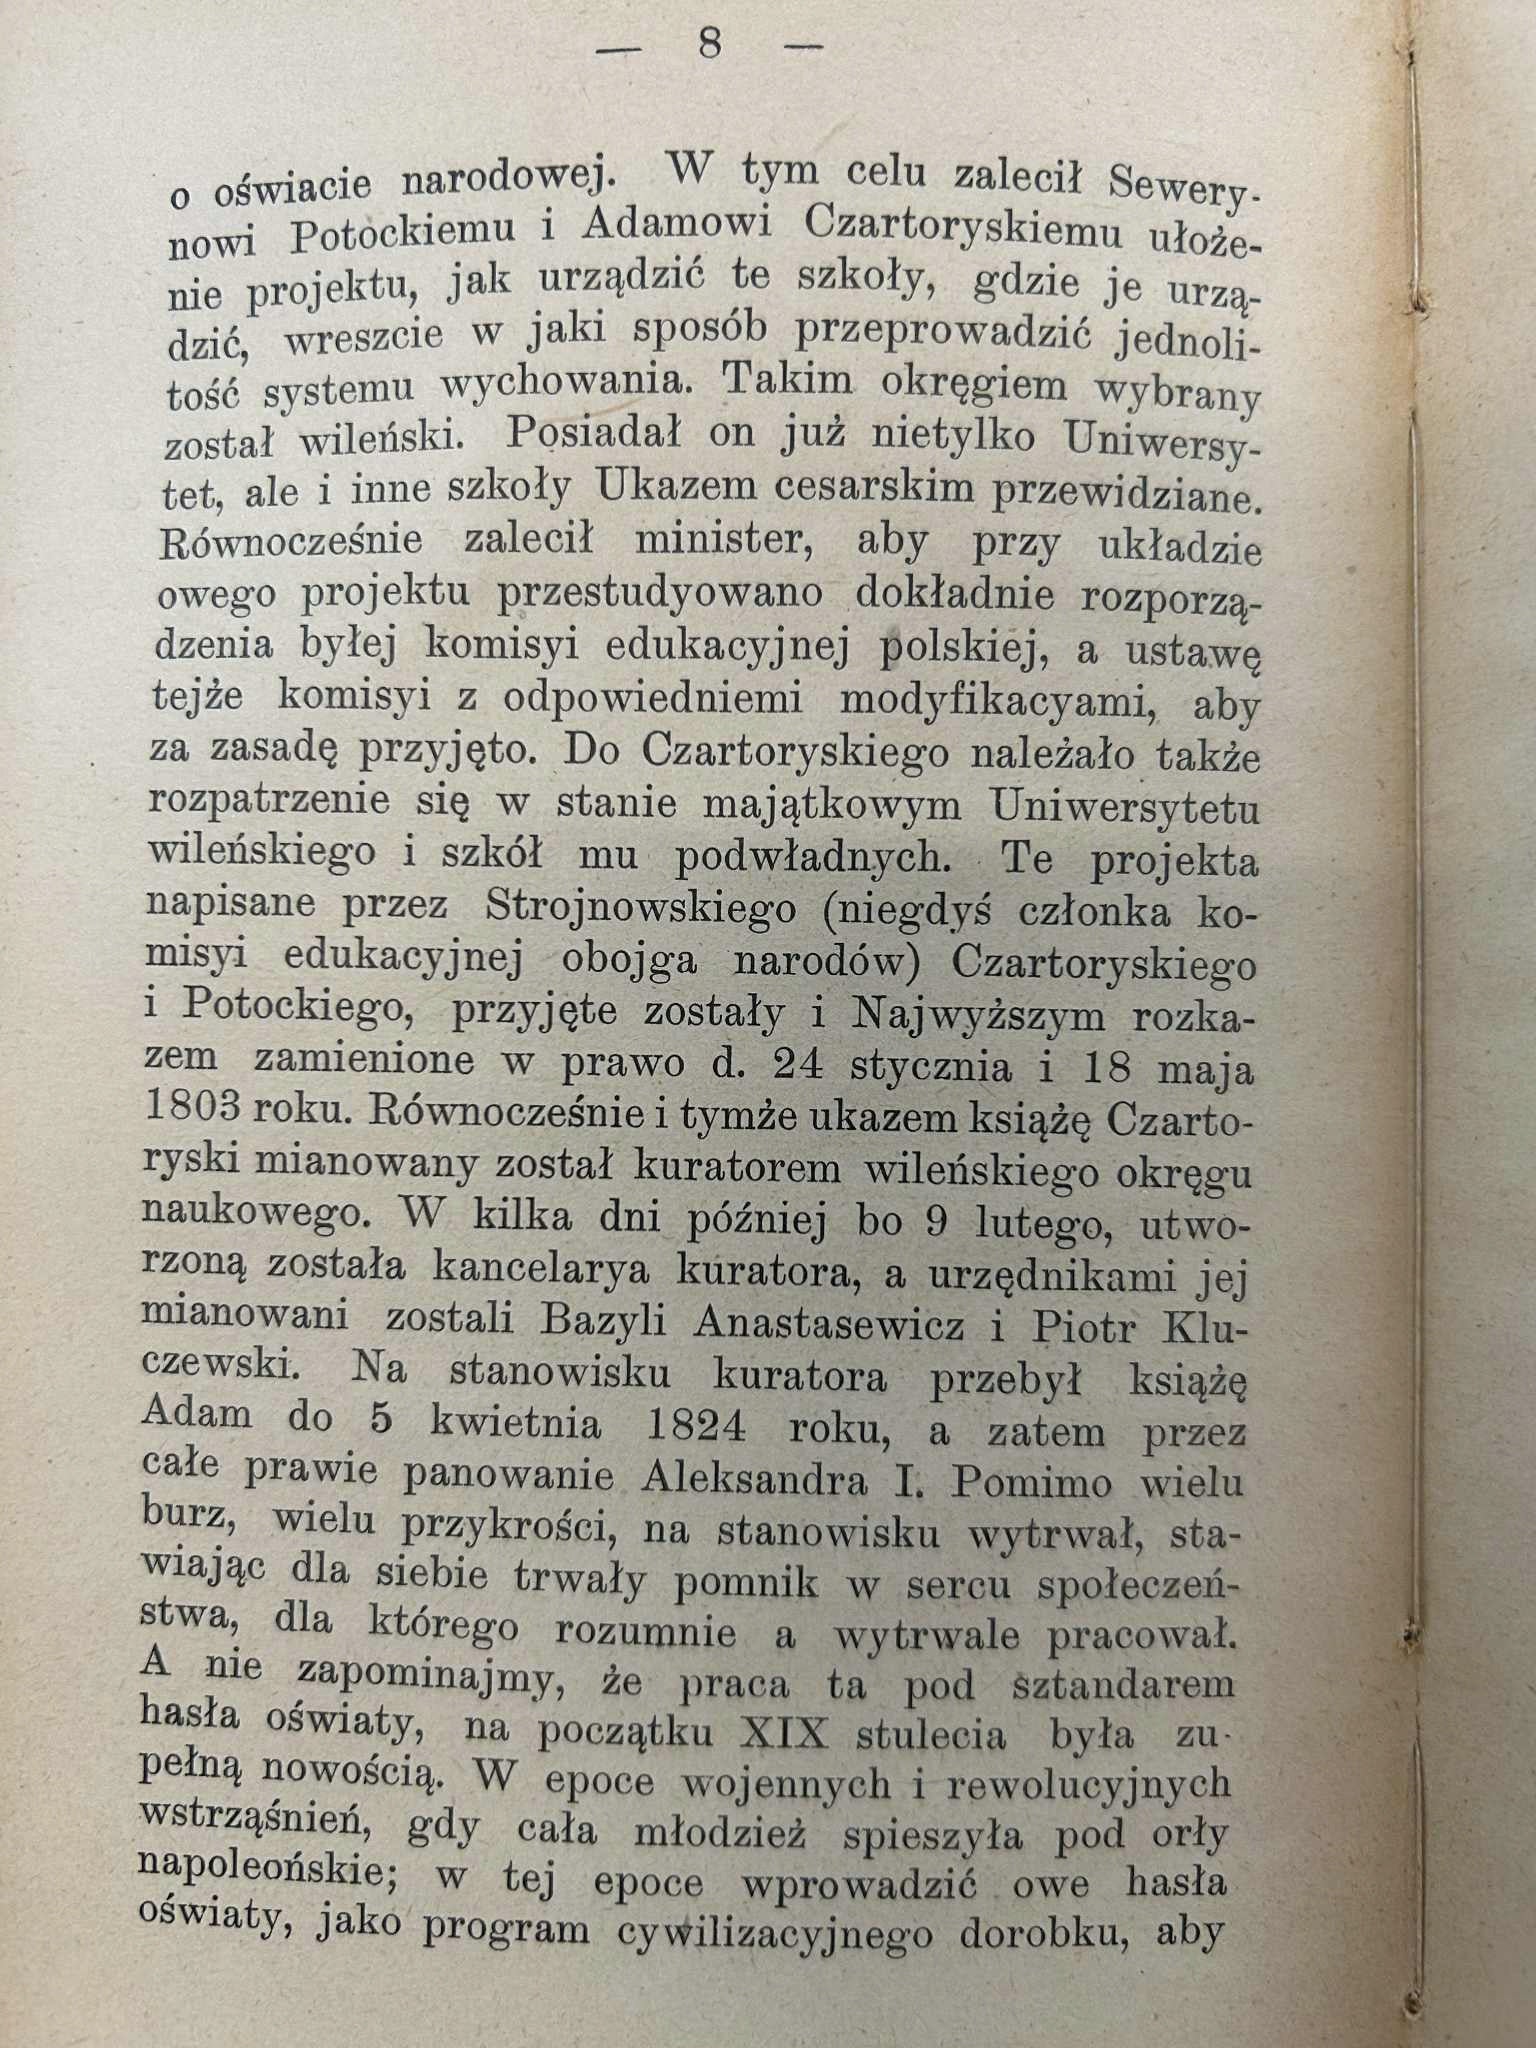 — 8 —
o oświacie narodowej. W tym celu zalecił Sewery-
nowi Potockiemu i Adamowi Czartoryskiemu ułoże-
nie projektu, jak urządzić te szkoły, gdzie je urzą-
dzić, wreszcie w jaki sposób przeprowadzić jednoli-
tość systemu wychowania. Takim okręgiem wybrany
został wileński. Posiadał on już nietylko Uniwersy-
tet, ale i inne szkoły Ukazem cesarskim przewidziane.
Równocześnie zalecił minister, aby przy układzie
owego projektu przestudyowano dokładnie rozporzą-
dzenia byłej komisyi edukacyjnej polskiej, a ustawę
tejże komisyi z odpowiedniemi modyfikacyami, aby
za zasadę przyjęto. Do Czartoryskiego należało także
rozpatrzenie się w stanie majątkowym Uniwersytetu
wileńskiego i szkół mu podwładnych. Te projekta
napisane przez Strojnowskiego (niegdyś członka ko-
misyi edukacyjnej obojga narodów) Czartoryskiego
i Potockiego, przyjęte zostały i Najwyższym rozka-
zem zamienione w prawo d. 24 stycznia i 18 maja
1803 roku. Równocześnie i tymże ukazem książę Czarto-
ryski mianowany został kuratorem wileńskiego okręgu
naukowego. W kilka dni później bo 9 lutego, utwo-
rzoną została kancelarya kuratora, a urzędnikami jej
mianowani zostali Bazyli Anastasewicz i Piotr Klu-
czewski. Na stanowisku kuratora przebył książę
Adam do 5 kwietnia 1824 roku, a zatem przez
całe prawie panowanie Aleksandra I. Pomimo wielu
burz, wielu przykrości, na stanowisku wytrwał, sta-
wiając dla siebie trwały pomnik w sercu społeczeń-
stwa, dla którego rozumnie a wytrwale pracował.
A nie zapominajmy, że praca ta pod sztandarem
hasła oświaty, na początku XIX stulecia była zu-
pełną nowością. W epoce wojennych i rewolucyjnych
wstrząśnień, gdy cała młodzież spieszyła pod orły
napoleońskie; w tej epoce wprowadzić owe hasła
oświaty, jako program cywilizacyjnego dorobku, aby